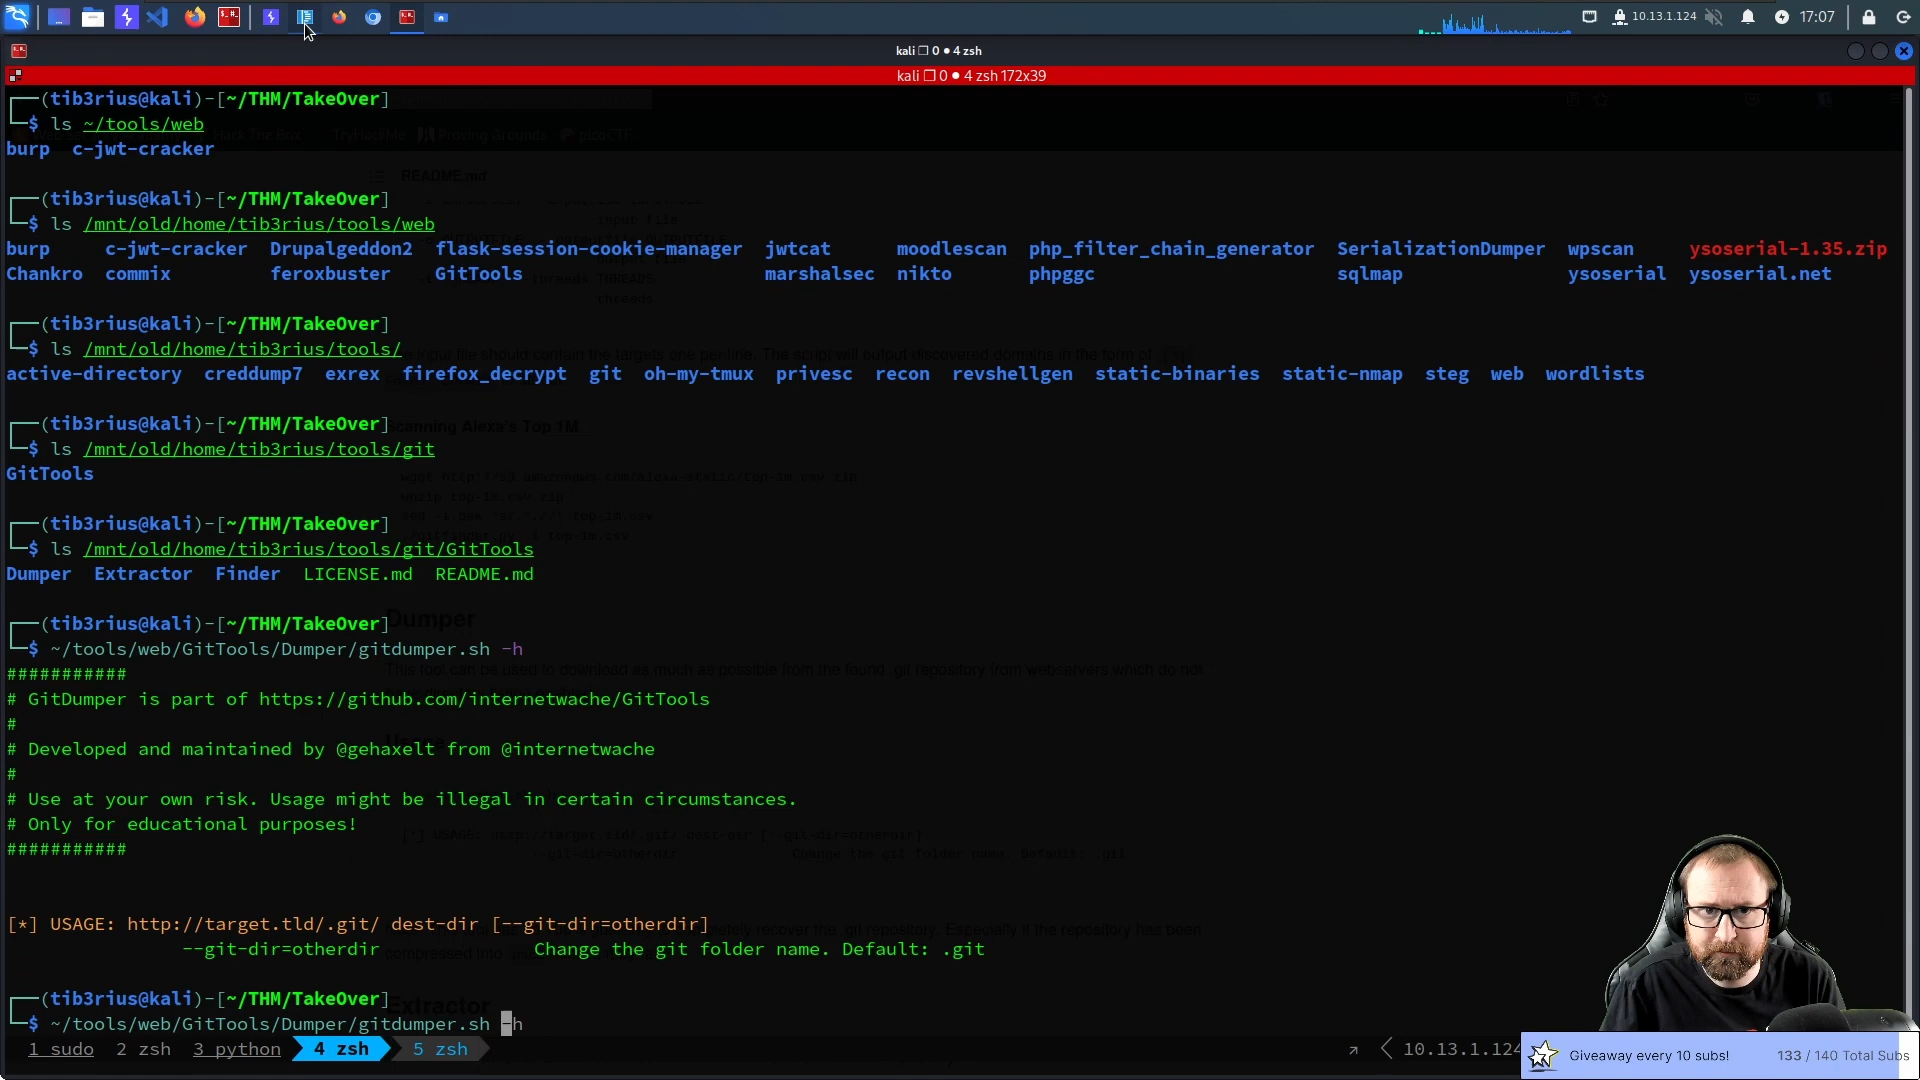 10.13.1.124
17:07
kali ❐ 0 ● 4 zsh
kali ❐ 0 ● 4 zsh 172x39
┌──(tib3rius@kali)-[~/THM/TakeOver]
└─$ ls ~/tools/web
burp c-jwt-cracker
┌──(tib3rius@kali)-[~/THM/TakeOver]
└─$ ls /mnt/old/home/tib3rius/tools/web
burp c-jwt-cracker Drupalgeddon2 flask-session-cookie-manager jwtcat moodlescan php_filter_chain_generator SerializationDumper wpscan ysoserial-1.35.zip
Chankro commix feroxbuster GitTools marshalsec nikto phpggc sqlmap ysoserial ysoserial.net
┌──(tib3rius@kali)-[~/THM/TakeOver]
└─$ ls /mnt/old/home/tib3rius/tools/
active-directory creddump7 exrex firefox_decrypt git oh-my-tmux privesc recon revshellgen static-binaries static-nmap steg web wordlists
┌──(tib3rius@kali)-[~/THM/TakeOver]
└─$ ls /mnt/old/home/tib3rius/tools/git
GitTools
┌──(tib3rius@kali)-[~/THM/TakeOver]
└─$ ls /mnt/old/home/tib3rius/tools/git/GitTools
Dumper Extractor Finder LICENSE.md README.md
┌──(tib3rius@kali)-[~/THM/TakeOver]
└─$ ~/tools/web/GitTools/Dumper/gitdumper.sh -h
###########
# GitDumper is part of https://github.com/internetwache/GitTools
#
# Developed and maintained by @gehaxelt from @internetwache
#
# Use at your own risk. Usage might be illegal in certain circumstances.
# Only for educational purposes!
###########
[*] USAGE: http://target.tld/.git/ dest-dir [--git-dir=otherdir]
--git-dir=otherdir Change the git folder name. Default: .git
┌──(tib3rius@kali)-[~/THM/TakeOver]
└─$ ~/tools/web/GitTools/Dumper/gitdumper.sh -h
1 sudo 2 zsh 3 python 4 zsh 5 zsh
↗ 10.13.1.124
Giveaway every 10 subs! 133 / 140 Total Subs
README.md
Scanning Alexa's Top 1M
Dumper
Extractor